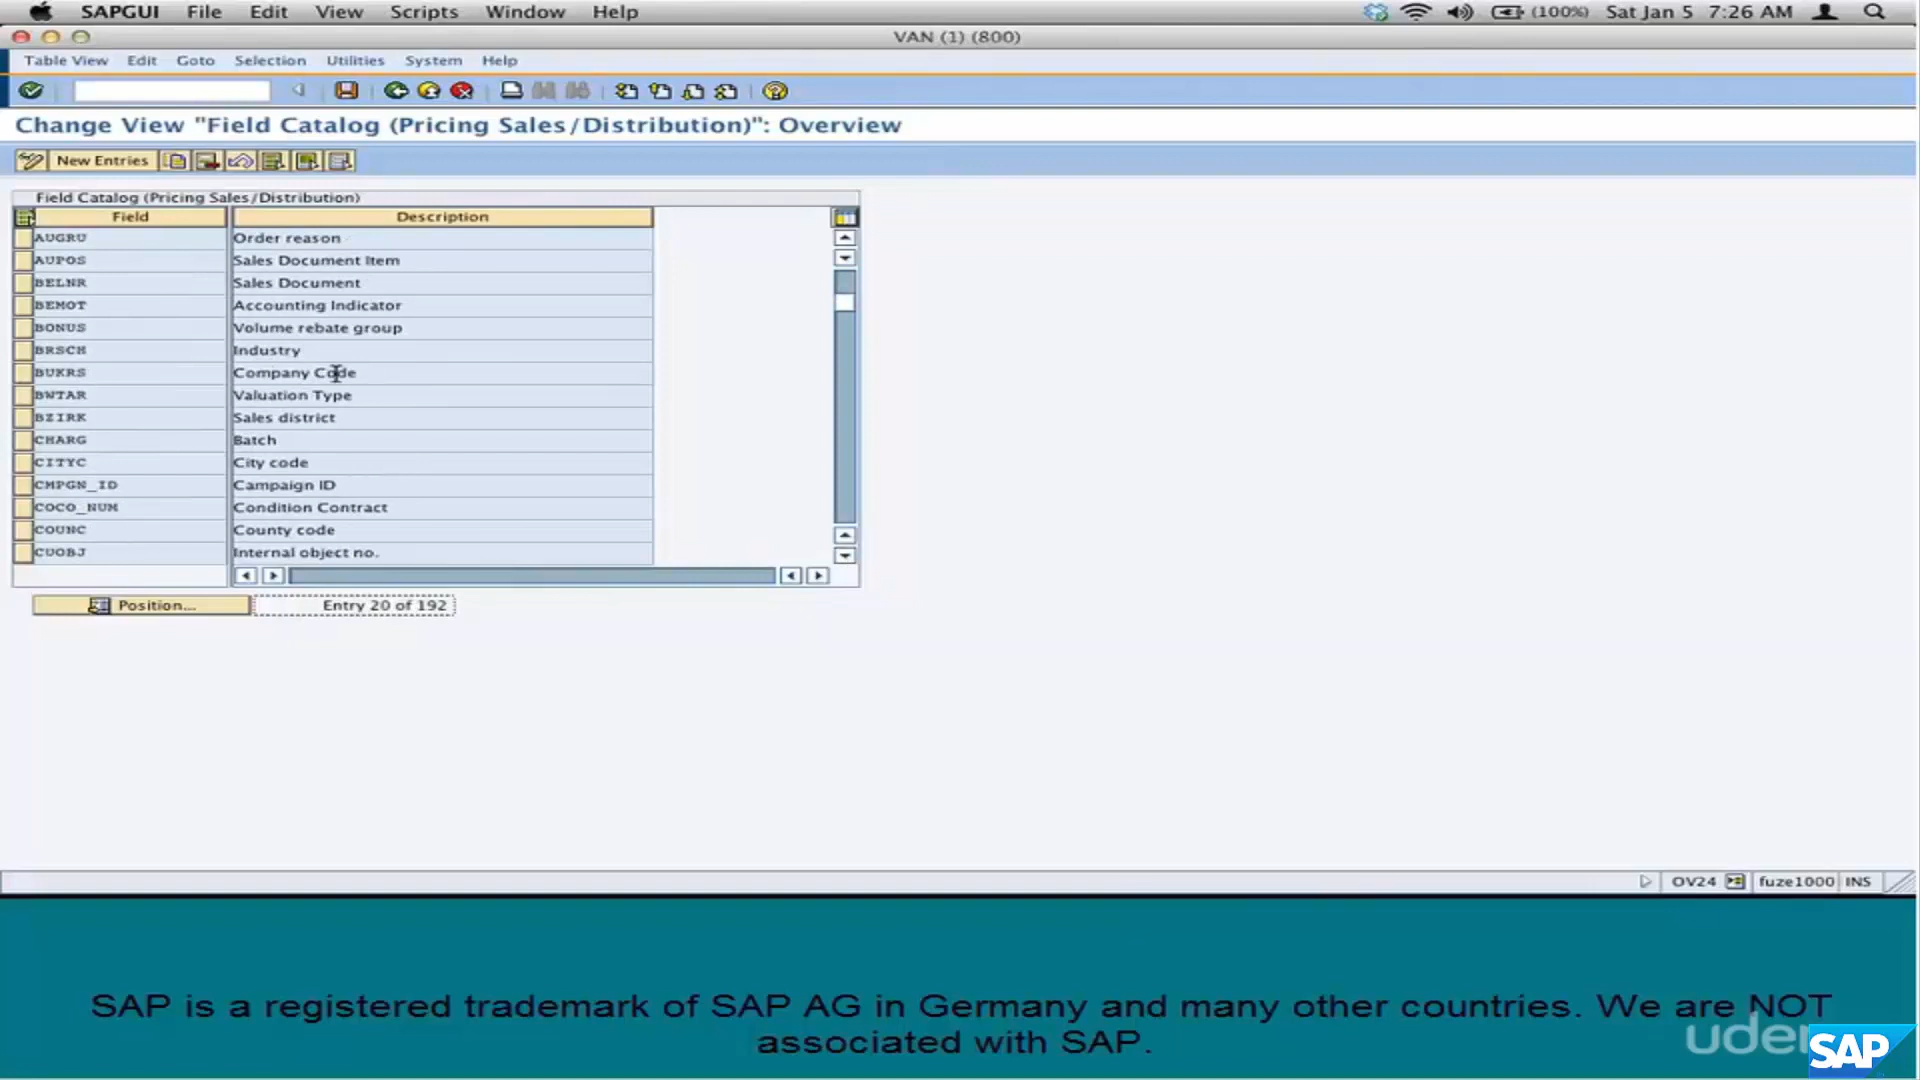 SAPGUI File Edit View Scripts Window Help (100%) Sat Jan 5 7:26 AM
VAN (1) (800)
Table View Edit Goto Selection Utilities System Help
Change View "Field Catalog (Pricing Sales/Distribution)": Overview
New Entries
Field Catalog (Pricing Sales/Distribution)
Field Description
AUGRU Order reason
AUPOS Sales Document Item
BELNR Sales Document
BEMOT Accounting Indicator
BONUS Volume rebate group
BRSCH Industry
BUKRS Company Code
BWTAR Valuation Type
BZIRK Sales district
CHARG Batch
CITYC City code
CMPGN_ID Campaign ID
COCO_NUM Condition Contract
COUNC County code
CUOBJ Internal object no.
Position... Entry 20 of 192
OV24 fuze1000 INS
SAP is a registered trademark of SAP AG in Germany and many other countries. We are NOT
associated with SAP.
SAP